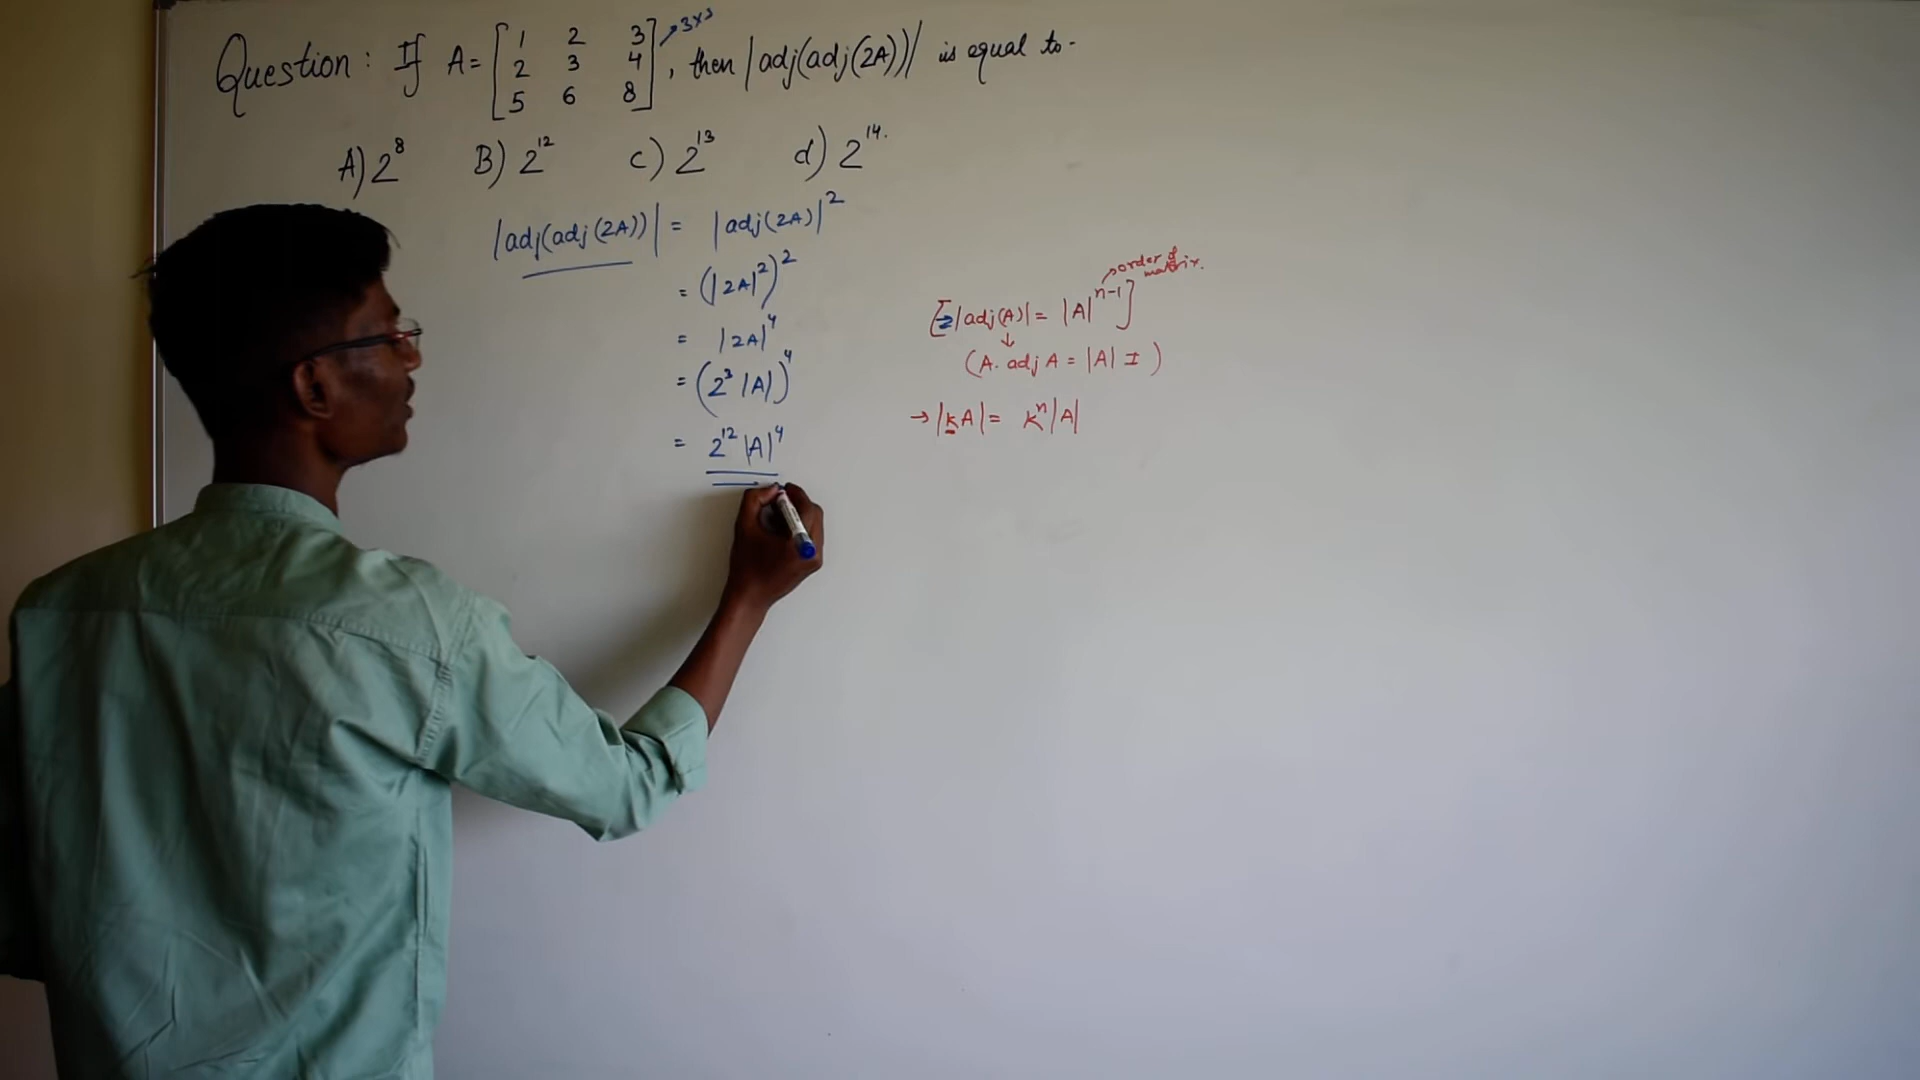 Question : If A = [1 2 3 , then |adj(adj(2A))| is equal to -
2 3 4
5 6 8] → 3x3
A) 2^8 B) 2^12 c) 2^13 d) 2^14.
|adj(adj(2A))| = |adj(2A)|^2
= (|2A|^2)^2
= |2A|^4
= (2^3 |A|)^4
= 2^12 |A|^4
[→ |adj(A)| = |A|^n-1] → order of matrix.
↓
(A. adj A = |A| I)
→ |kA| = k^n |A|